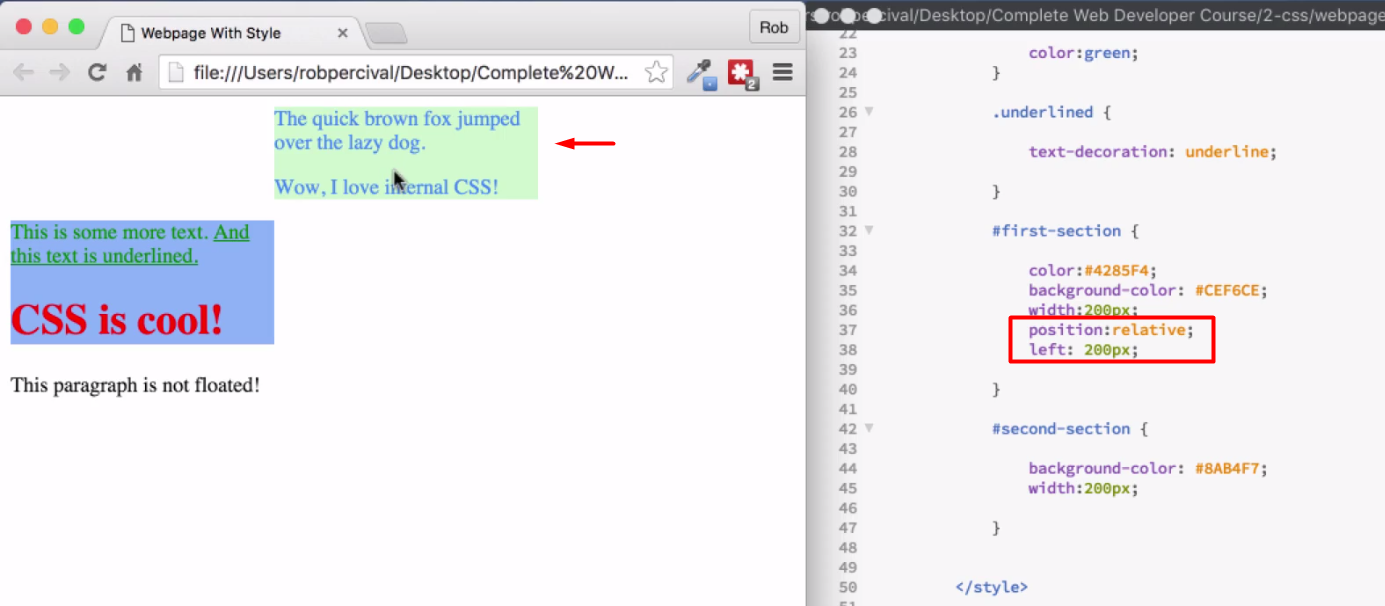 Webpage With Style
Rob
file:///Users/robpercival/Desktop/Complete%20W...
2
The quick brown fox jumped
over the lazy dog.
Wow, I love internal CSS!
This is some more text. And
this text is underlined.
CSS is cool!
This paragraph is not floated!
robpercival/Desktop/Complete Web Developer Course/2-css/webpage
22
23 color:green;
24 }
25
26 .underlined {
27
28 text-decoration: underline;
29
30 }
31
32 #first-section {
33
34 color:#4285F4;
35 background-color: #CEF6CE;
36 width:200px;
37 position:relative;
38 left: 200px;
39
40 }
41
42 #second-section {
43
44 background-color: #8AB4F7;
45 width:200px;
46
47 }
48
49
50 </style>
51